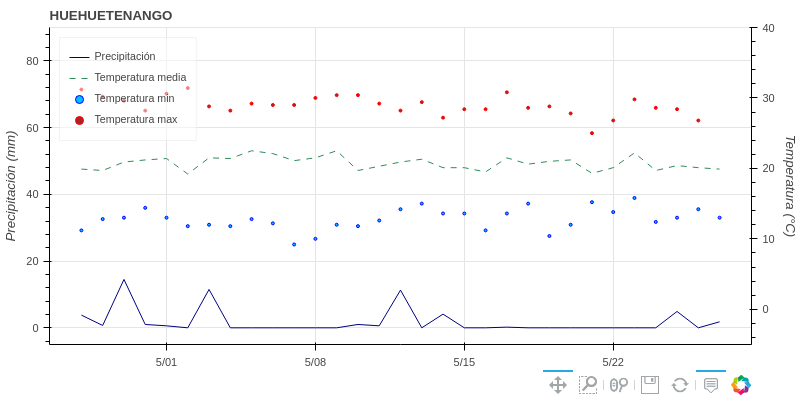 HUEHUETENANGO
Precipitación
Temperatura media
Temperatura min
Temperatura max
80
60
40
20
0
Precipitación (mm)
40
30
20
10
0
Temperatura (°C)
5/01
5/08
5/15
5/22